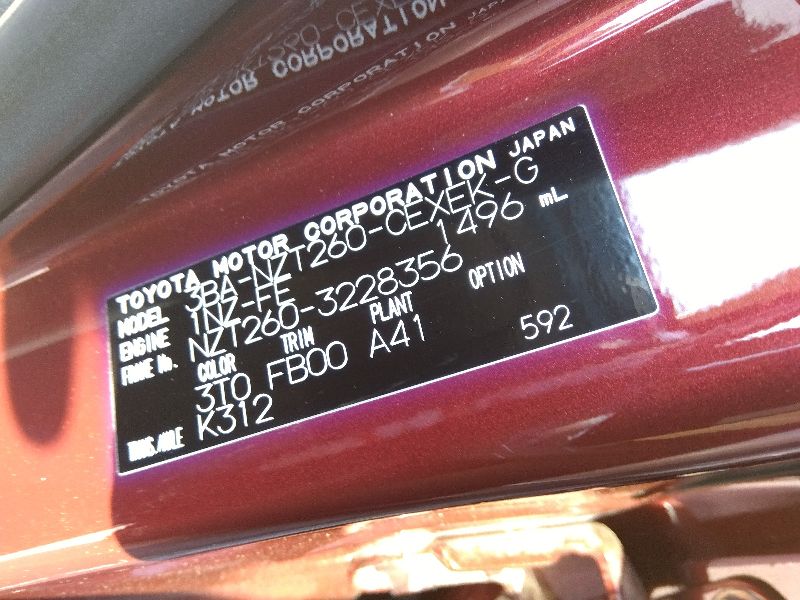 TOYOTA MOTOR CORPORATION JAPAN
MODEL 3BA-NZT260-CEXEK-G
ENGINE 1NZ-FE 1496 mL
FRAME No. NZT260-3228356
COLOR TRIM PLANT OPTION
3T0 FB00 A41 592
TRANS.AXLE K312